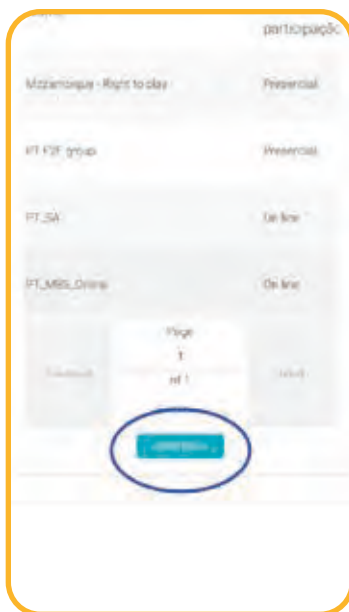 participação
Mozambique - Right to play Presencial
PT F2F group Presencial
PT_SA On line
PT_MBS_Online On line
Page
1
of 1